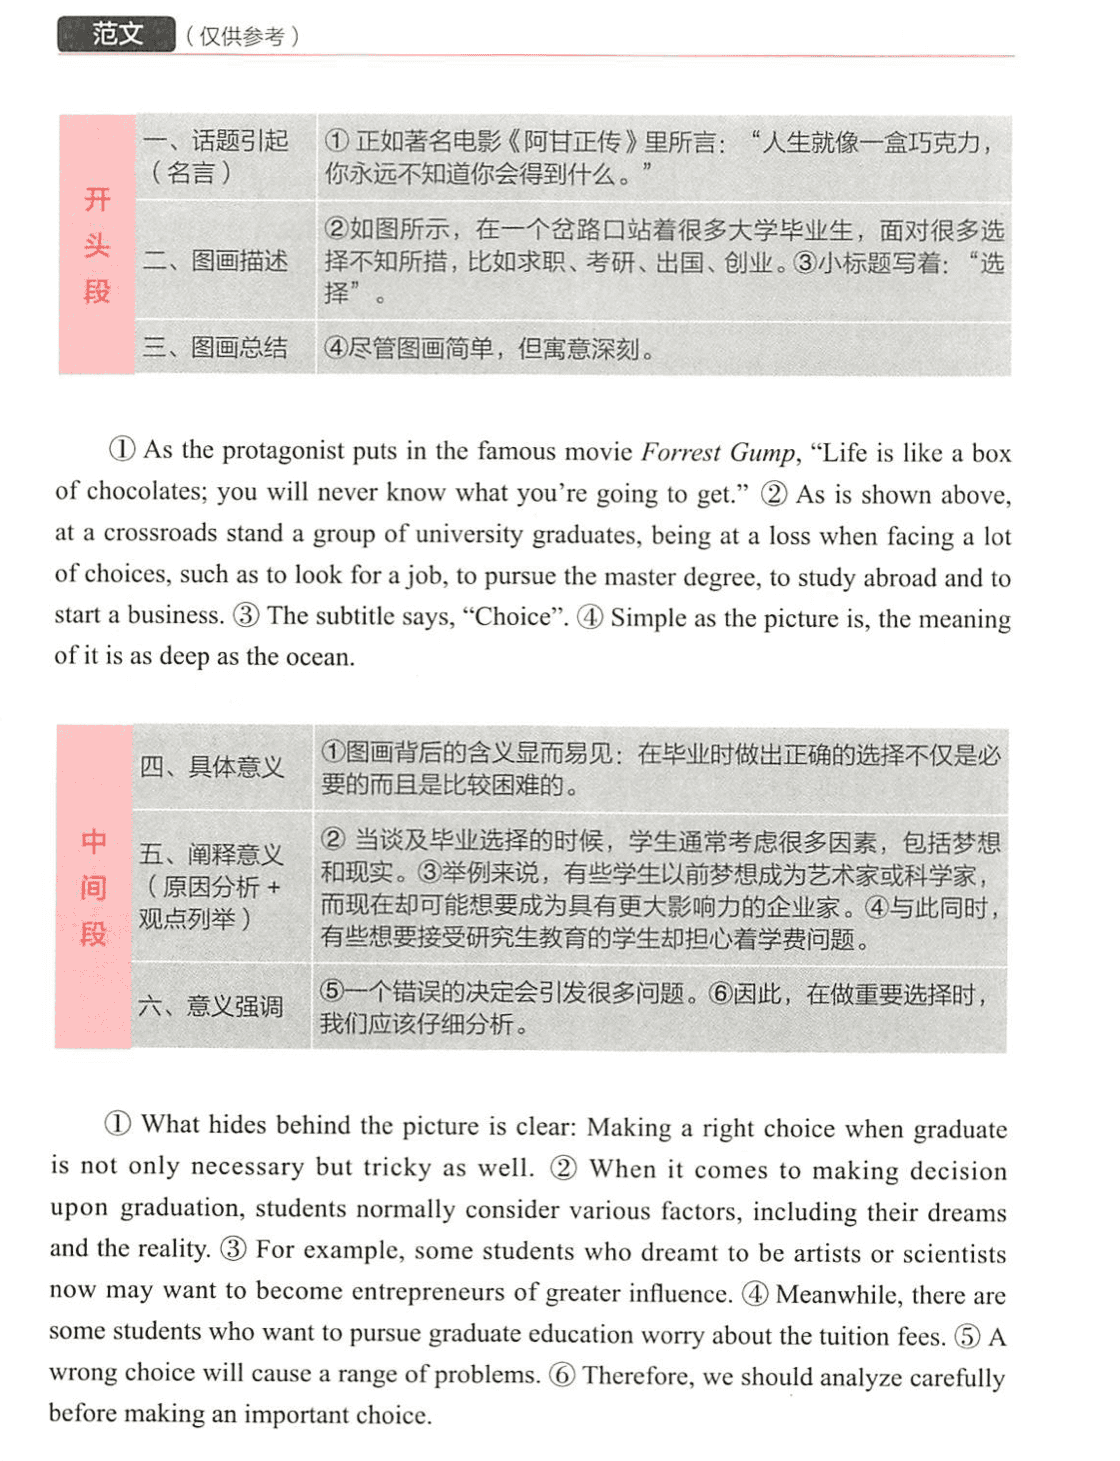 范文（仅供参考）
一、话题引起
（名言）
①正如著名电影《阿甘正传》里所言：“人生就像一盒巧克力，
你永远不知道你会得到什么。”
开
头
段
二、图画描述
②如图所示，在一个岔路口站着很多大学毕业生，面对很多选
择不知所措，比如求职、考研、出国、创业。③小标题写着：“选
择”。
三、图画总结
④尽管图画简单，但寓意深刻。
① As the protagonist puts in the famous movie Forrest Gump, “Life is like a box
of chocolates; you will never know what you’re going to get.” ② As is shown above,
at a crossroads stand a group of university graduates, being at a loss when facing a lot
of choices, such as to look for a job, to pursue the master degree, to study abroad and to
start a business. ③ The subtitle says, “Choice”. ④ Simple as the picture is, the meaning
of it is as deep as the ocean.
四、具体意义
①图画背后的含义显而易见：在毕业时做出正确的选择不仅是必
要的而且是比较困难的。
中
间
段
五、阐释意义
（原因分析+
观点列举）
② 当谈及毕业选择的时候，学生通常考虑很多因素，包括梦想
和现实。③举例来说，有些学生以前梦想成为艺术家或科学家，
而现在却可能想要成为具有更大影响力的企业家。④与此同时，
有些想要接受研究生教育的学生却担心着学费问题。
六、意义强调
⑤一个错误的决定会引发很多问题。⑥因此，在做重要选择时，
我们应该仔细分析。
① What hides behind the picture is clear: Making a right choice when graduate
is not only necessary but tricky as well. ② When it comes to making decision
upon graduation, students normally consider various factors, including their dreams
and the reality. ③ For example, some students who dreamt to be artists or scientists
now may want to become entrepreneurs of greater influence. ④ Meanwhile, there are
some students who want to pursue graduate education worry about the tuition fees. ⑤ A
wrong choice will cause a range of problems. ⑥ Therefore, we should analyze carefully
before making an important choice.